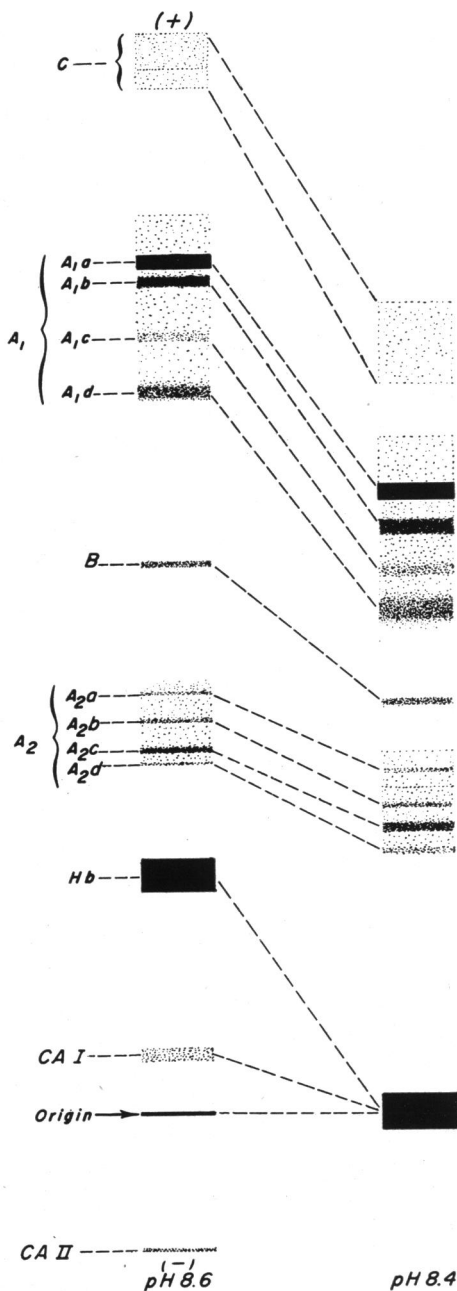 (+)
C
A₁a
A₁b
A₁
A₁c
A₁d
B
A₂a
A₂b
A₂
A₂c
A₂d
Hb
CA I
Origin
CA II
(−)
pH 8.6
pH 8.4